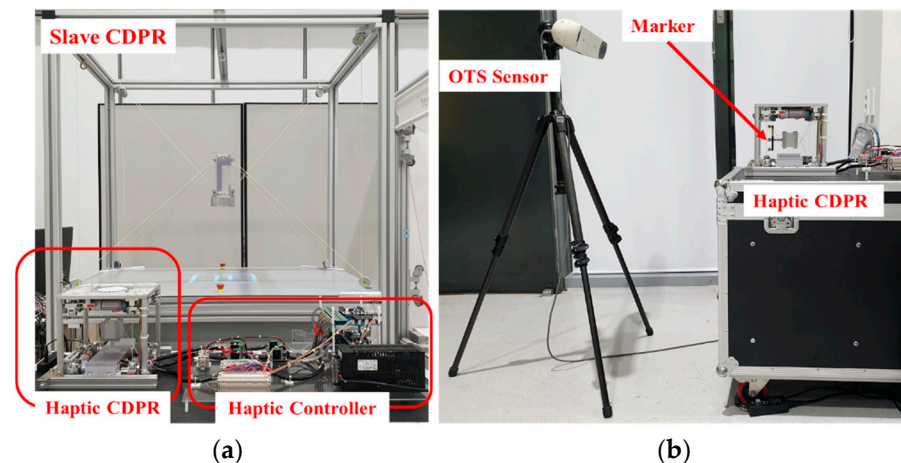 Slave CDPR
Haptic CDPR
Haptic Controller
(a)
Marker
OTS Sensor
Haptic CDPR
(b)